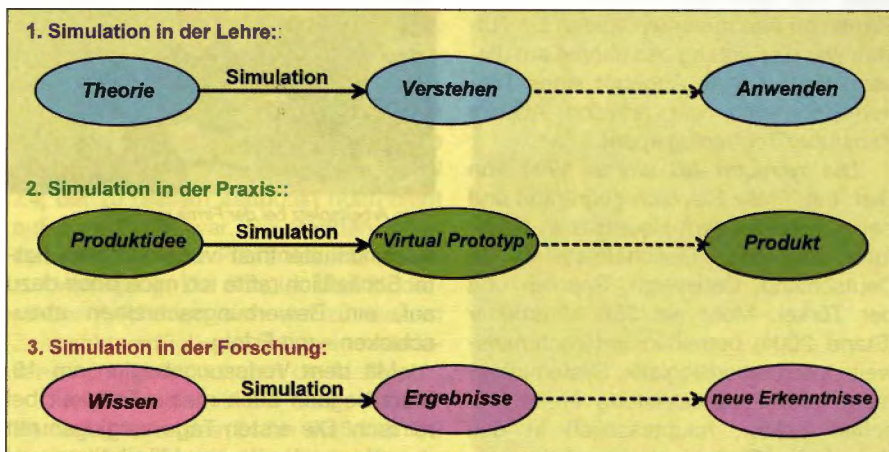 1. Simulation in der Lehre::
Theorie Simulation Verstehen Anwenden
2. Simulation in der Praxis::
Produktidee Simulation "Virtual Prototyp" Produkt
3. Simulation in der Forschung:
Wissen Simulation Ergebnisse neue Erkenntnisse